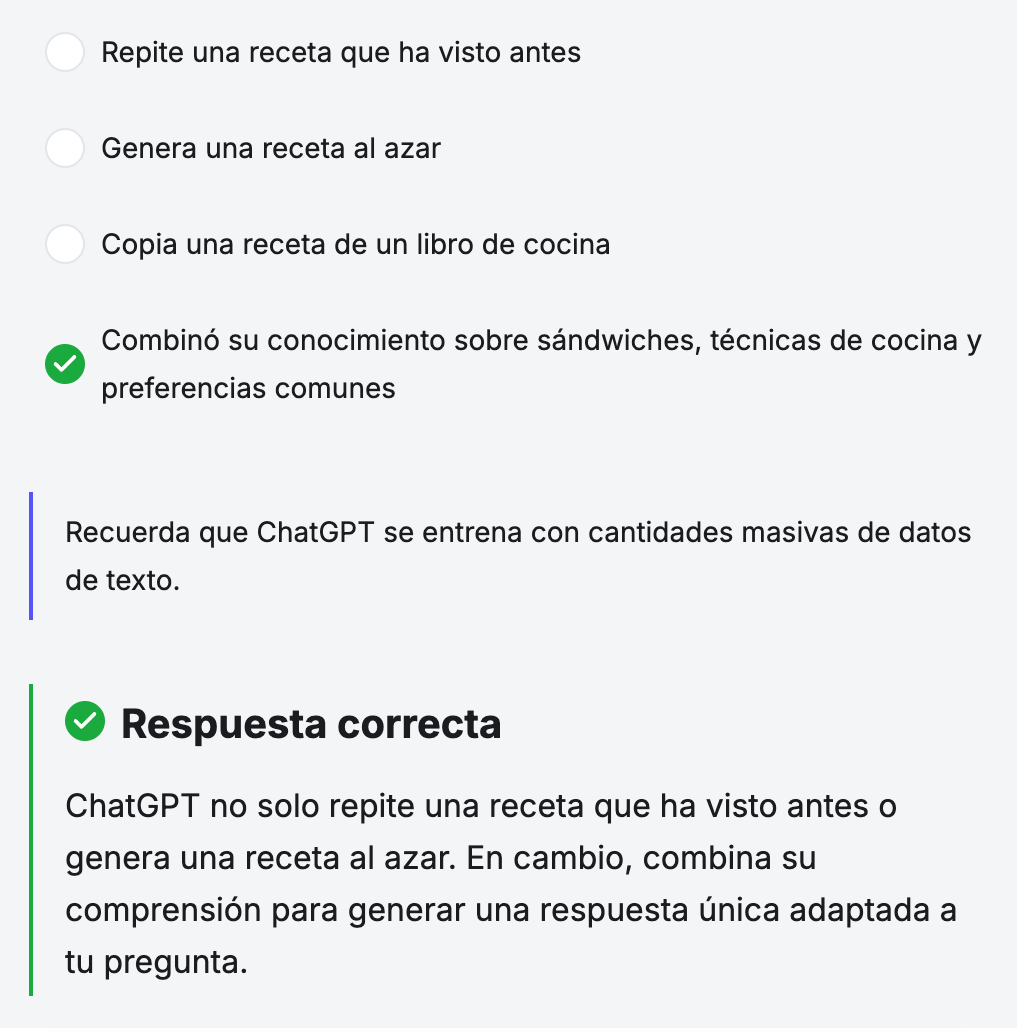 Repite una receta que ha visto antes
Genera una receta al azar
Copia una receta de un libro de cocina
Combinó su conocimiento sobre sándwiches, técnicas de cocina y
preferencias comunes
Recuerda que ChatGPT se entrena con cantidades masivas de datos
de texto.
Respuesta correcta
ChatGPT no solo repite una receta que ha visto antes o
genera una receta al azar. En cambio, combina su
comprensión para generar una respuesta única adaptada a
tu pregunta.